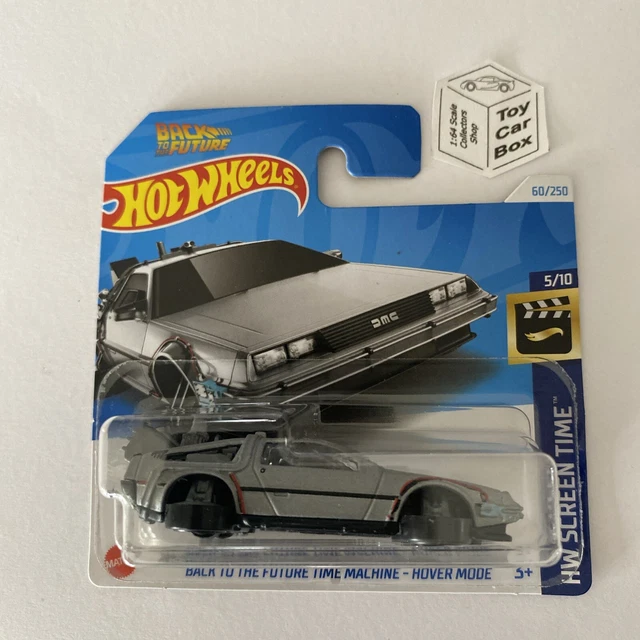 BACK
TO THE
FUTURE
HOT WHEELS
1:64 Scale
Collectors
Shop
Toy
Car
Box
60/250
5/10
DMC
HW SCREEN TIME™
BACK TO THE FUTURE TIME MACHINE - HOVER MODE
3+